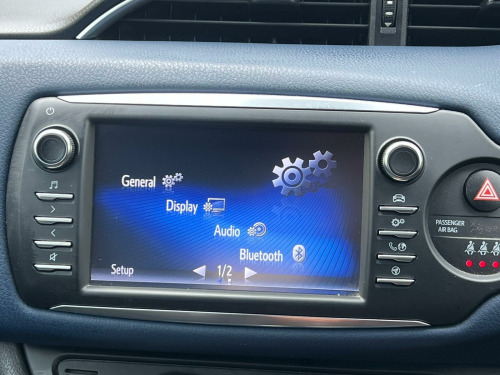 General
Display
Audio
Bluetooth
Setup
1/2
PASSENGER
AIR BAG